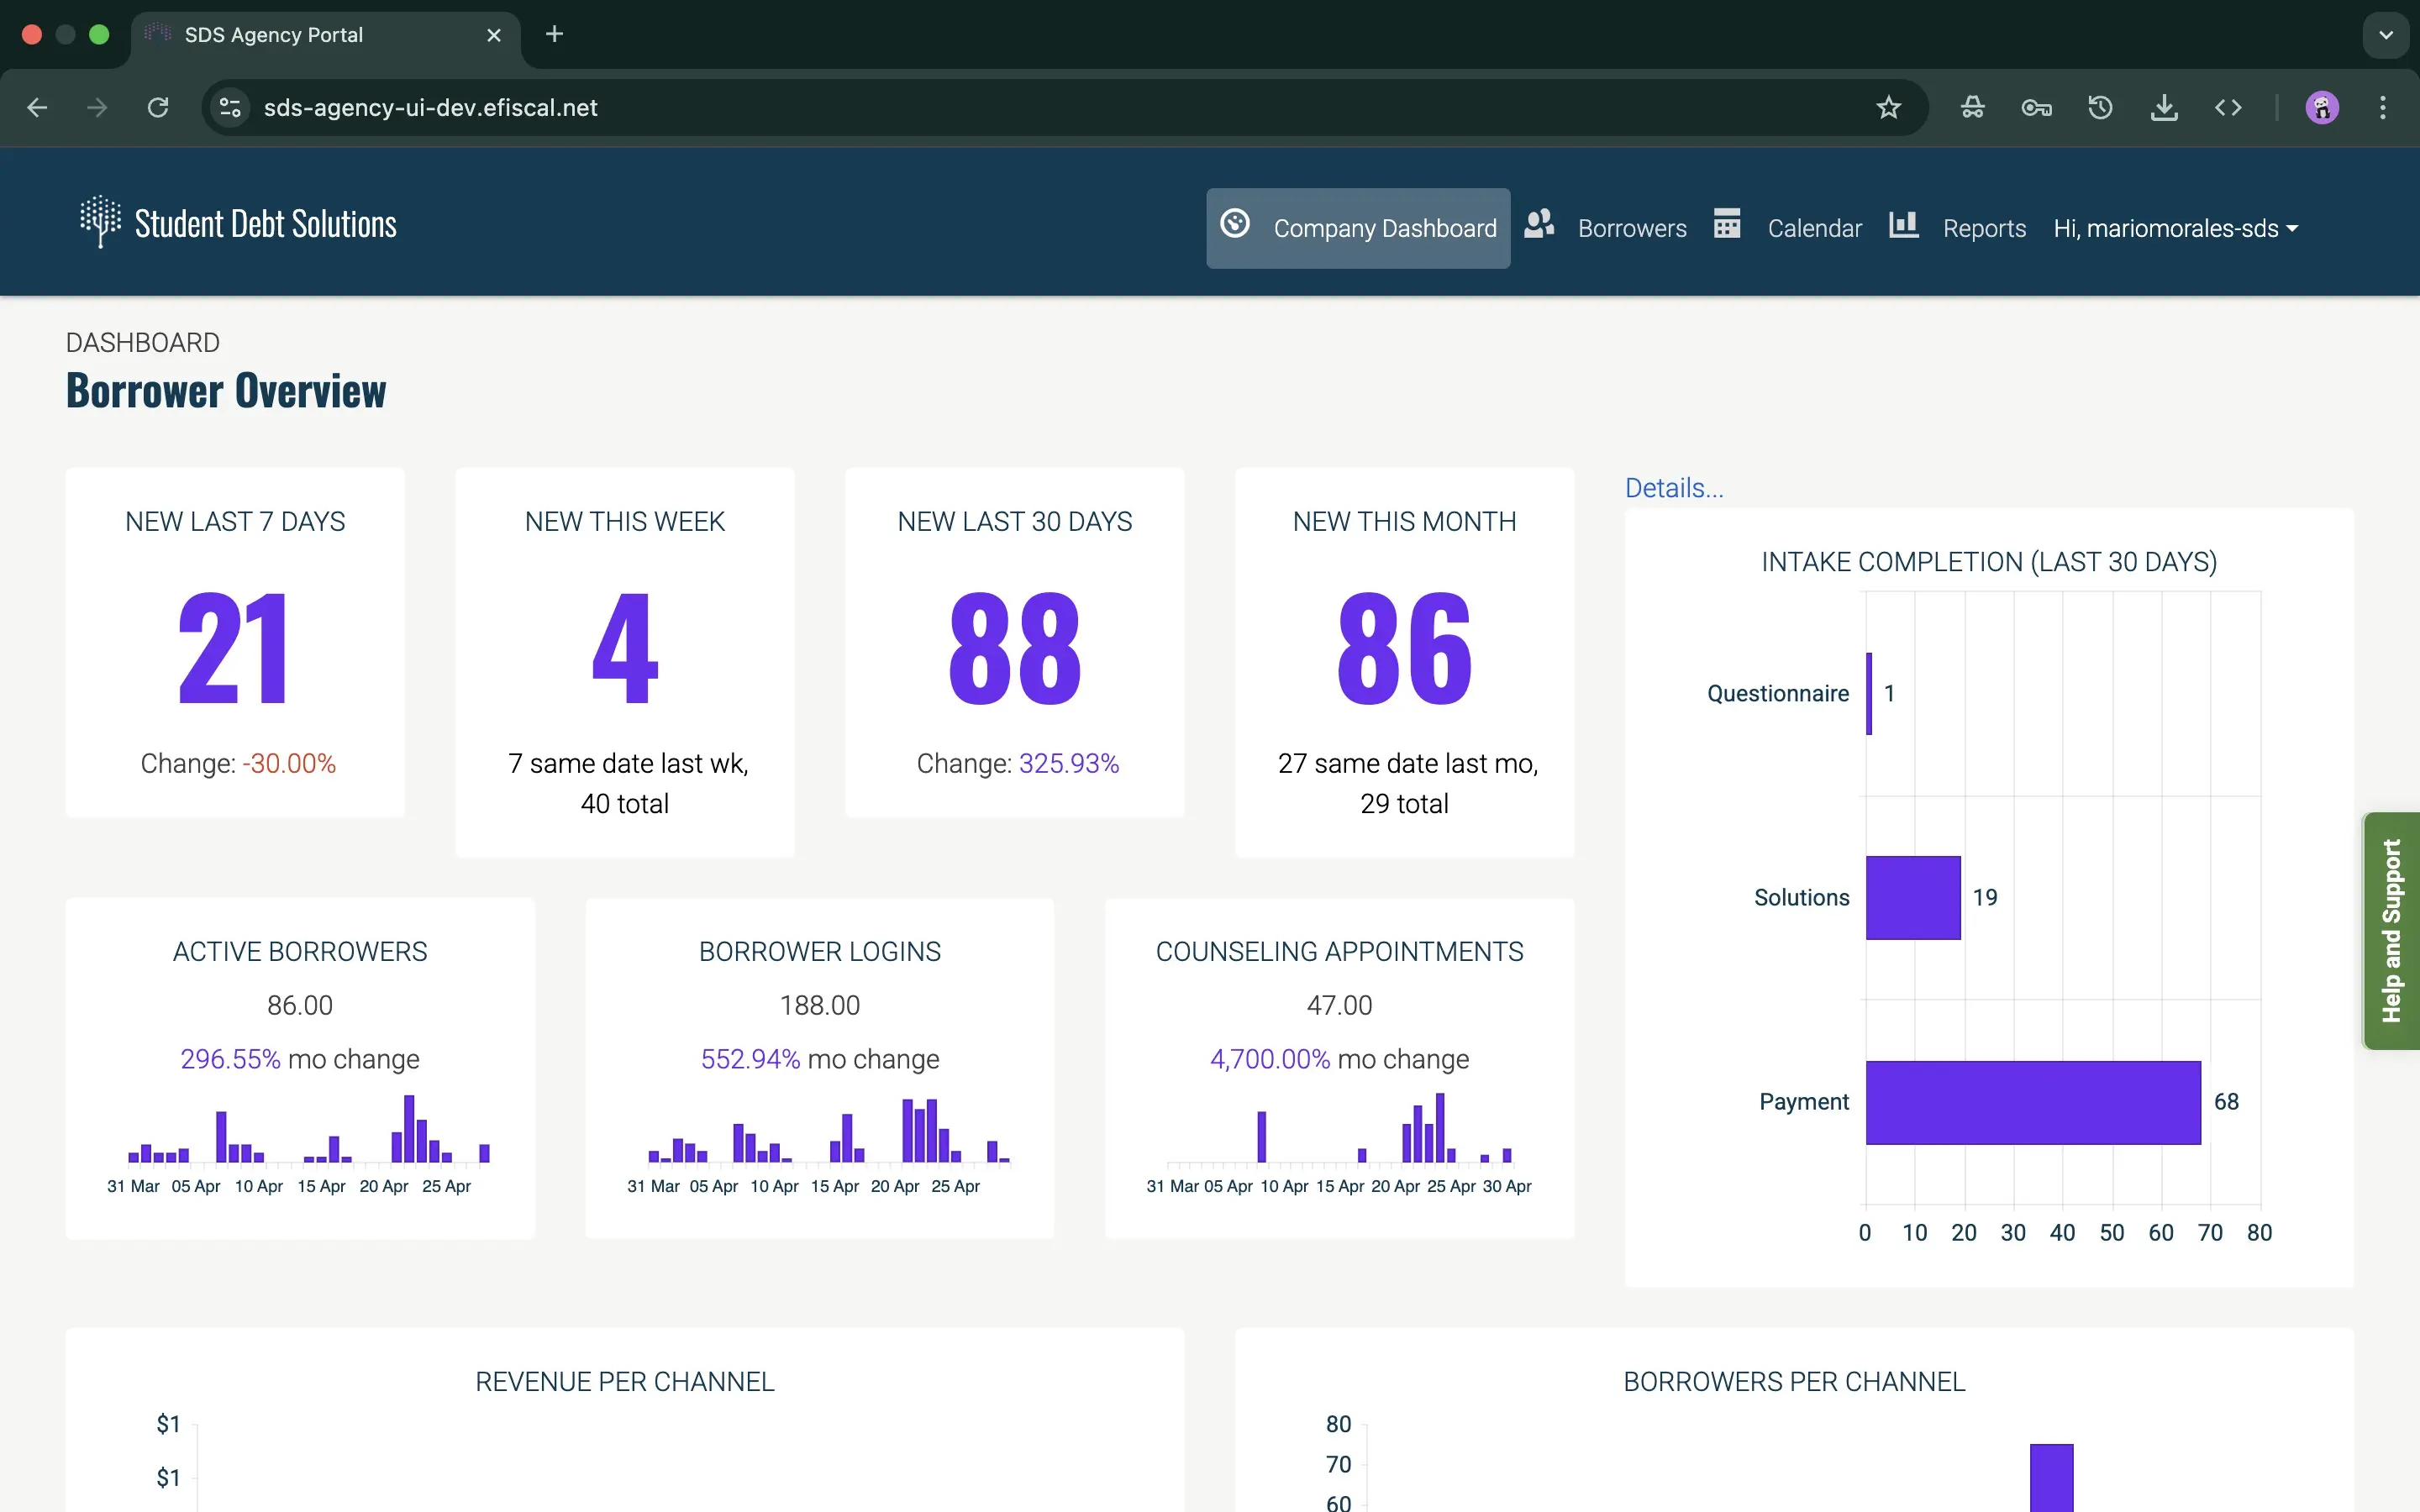 SDS Agency Portal
sds-agency-ui-dev.efiscal.net
Student Debt Solutions
Company Dashboard
Borrowers
Calendar
Reports
Hi, mariomorales-sds
DASHBOARD
Borrower Overview
NEW LAST 7 DAYS
21
Change: -30.00%
NEW THIS WEEK
4
7 same date last wk,
40 total
NEW LAST 30 DAYS
88
Change: 325.93%
NEW THIS MONTH
86
27 same date last mo,
29 total
Details...
INTAKE COMPLETION (LAST 30 DAYS)
Questionnaire 1
Solutions 19
Payment 68
0 10 20 30 40 50 60 70 80
Help and Support
ACTIVE BORROWERS
86.00
296.55% mo change
31 Mar 05 Apr 10 Apr 15 Apr 20 Apr 25 Apr
BORROWER LOGINS
188.00
552.94% mo change
31 Mar 05 Apr 10 Apr 15 Apr 20 Apr 25 Apr
COUNSELING APPOINTMENTS
47.00
4,700.00% mo change
31 Mar 05 Apr 10 Apr 15 Apr 20 Apr 25 Apr 30 Apr
REVENUE PER CHANNEL
$1
$1
BORROWERS PER CHANNEL
80
70
60